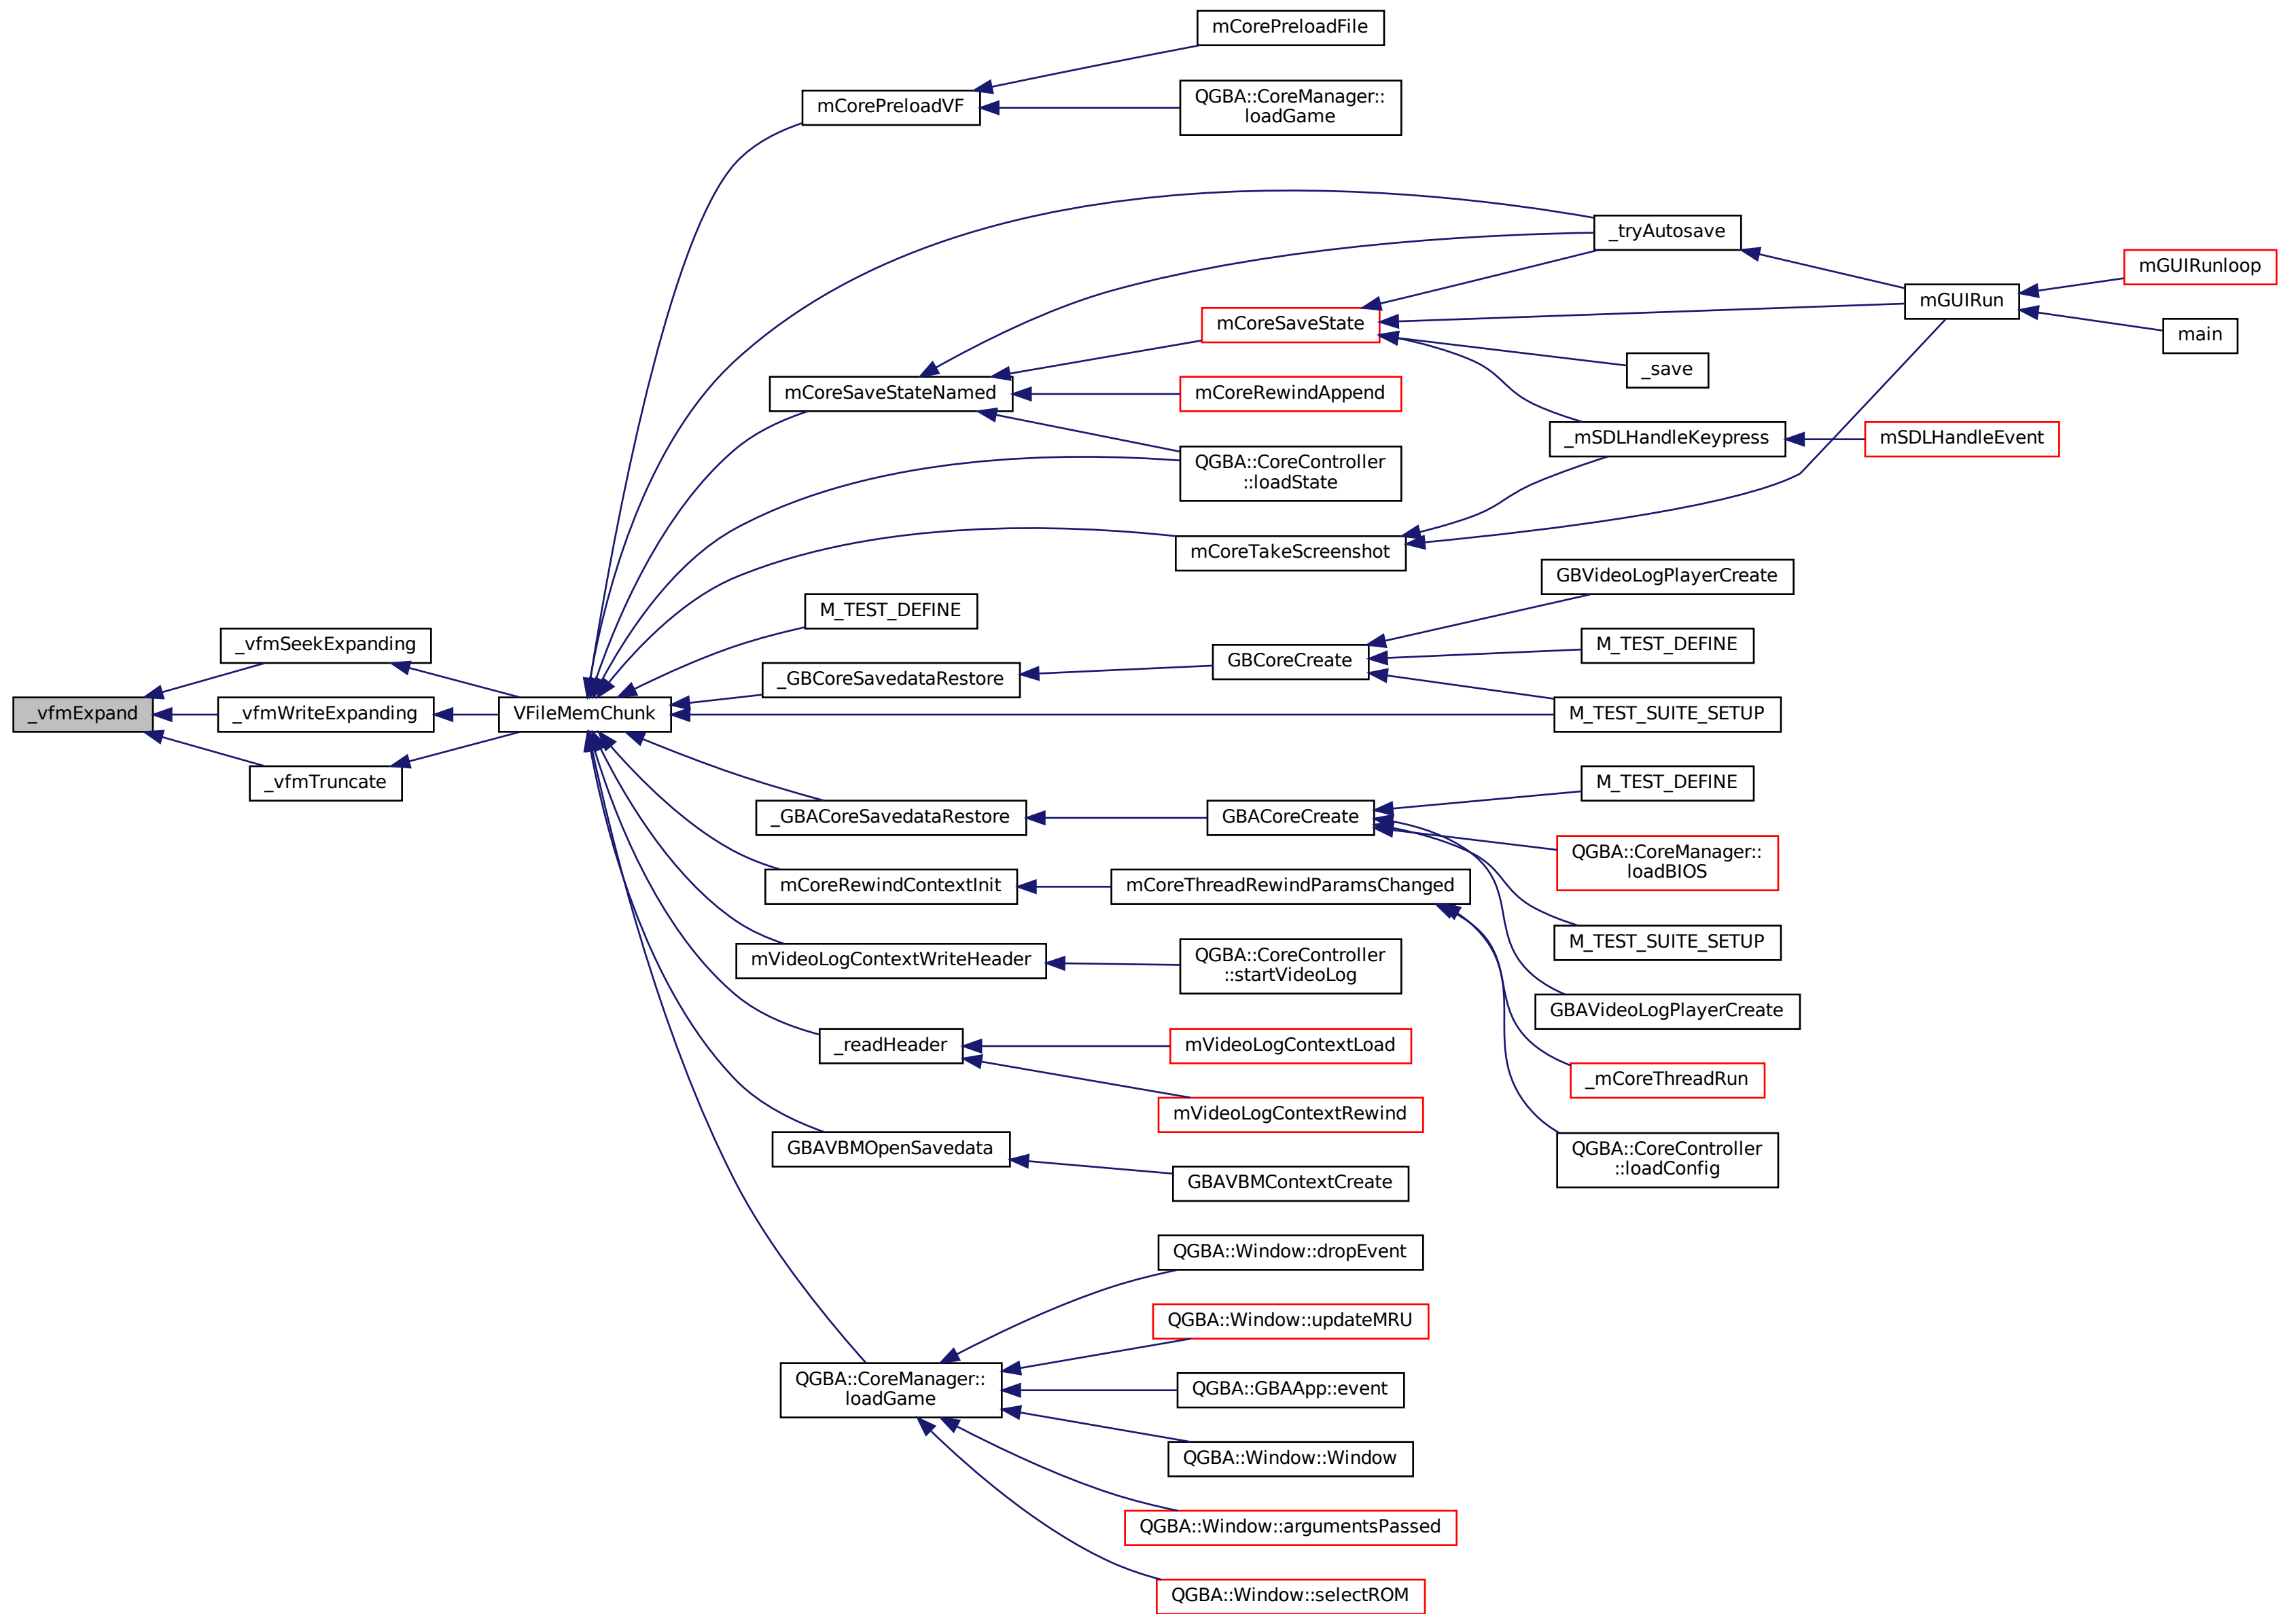 mCorePreloadFile
mCorePreloadVF
QGBA::CoreManager::
loadGame
_tryAutosave
mGUIRunloop
mGUIRun
mCoreSaveState
main
_save
mCoreSaveStateNamed
mCoreRewindAppend
_mSDLHandleKeypress
mSDLHandleEvent
QGBA::CoreController
::loadState
mCoreTakeScreenshot
GBVideoLogPlayerCreate
M_TEST_DEFINE
_vfmSeekExpanding
M_TEST_DEFINE
GBCoreCreate
_GBCoreSavedataRestore
_vfmExpand
_vfmWriteExpanding
VFileMemChunk
M_TEST_SUITE_SETUP
_vfmTruncate
M_TEST_DEFINE
_GBACoreSavedataRestore
GBACoreCreate
QGBA::CoreManager::
loadBIOS
mCoreRewindContextInit
mCoreThreadRewindParamsChanged
M_TEST_SUITE_SETUP
mVideoLogContextWriteHeader
QGBA::CoreController
::startVideoLog
GBAVideoLogPlayerCreate
_readHeader
mVideoLogContextLoad
_mCoreThreadRun
mVideoLogContextRewind
GBAVBMOpenSavedata
QGBA::CoreController
::loadConfig
GBAVBMContextCreate
QGBA::Window::dropEvent
QGBA::Window::updateMRU
QGBA::CoreManager::
loadGame
QGBA::GBAApp::event
QGBA::Window::Window
QGBA::Window::argumentsPassed
QGBA::Window::selectROM